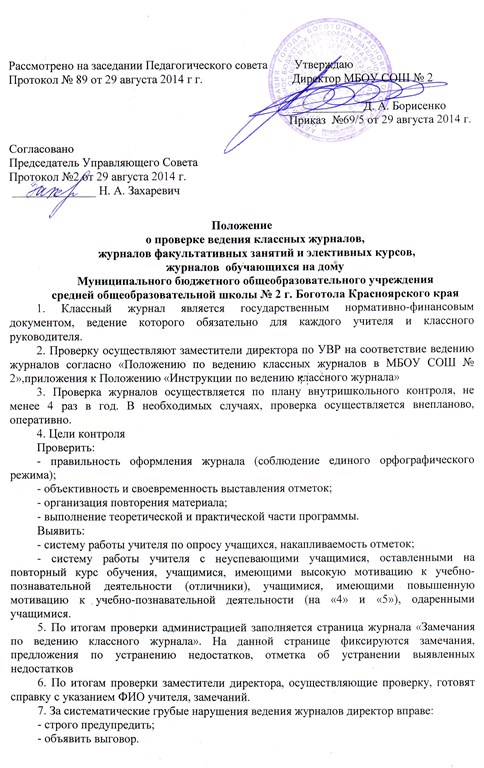 Рассмотрено на заседании Педагогического совета Утверждаю
Протокол № 89 от 29 августа 2014 г г. Директор МБОУ СОШ № 2
Д. А. Борисенко
Приказ №69/5 от 29 августа 2014 г.
Согласовано
Председатель Управляющего Совета
Протокол №2 от 29 августа 2014 г.
Н. А. Захаревич
Положение
о проверке ведения классных журналов,
журналов факультативных занятий и элективных курсов,
журналов обучающихся на дому
Муниципального бюджетного общеобразовательного учреждения
средней общеобразовательной школы № 2 г. Боготола Красноярского края
1. Классный журнал является государственным нормативно-финансовым
документом, ведение которого обязательно для каждого учителя и классного
руководителя.
2. Проверку осуществляют заместители директора по УВР на соответствие ведению
журналов согласно «Положению по ведению классных журналов в МБОУ СОШ №
2»,приложения к Положению «Инструкции по ведению классного журнала»
3. Проверка журналов осуществляется по плану внутришкольного контроля, не
менее 4 раз в год. В необходимых случаях, проверка осуществляется внепланово,
оперативно.
4. Цели контроля
Проверить:
- правильность оформления журнала (соблюдение единого орфографического
режима);
- объективность и своевременность выставления отметок;
- организация повторения материала;
- выполнение теоретической и практической части программы.
Выявить:
- систему работы учителя по опросу учащихся, накапливаемость отметок;
- систему работы учителя с неуспевающими учащимися, оставленными на
повторный курс обучения, учащимися, имеющими высокую мотивацию к учебно-
познавательной деятельности (отличники), учащимися, имеющими повышенную
мотивацию к учебно-познавательной деятельности (на «4» и «5»), одаренными
учащимися.
5. По итогам проверки администрацией заполняется страница журнала «Замечания
по ведению классного журнала». На данной странице фиксируются замечания,
предложения по устранению недостатков, отметка об устранении выявленных
недостатков
6. По итогам проверки заместители директора, осуществляющие проверку, готовят
справку с указанием ФИО учителя, замечаний.
7. За систематические грубые нарушения ведения журналов директор вправе:
- строго предупредить;
- объявить выговор.